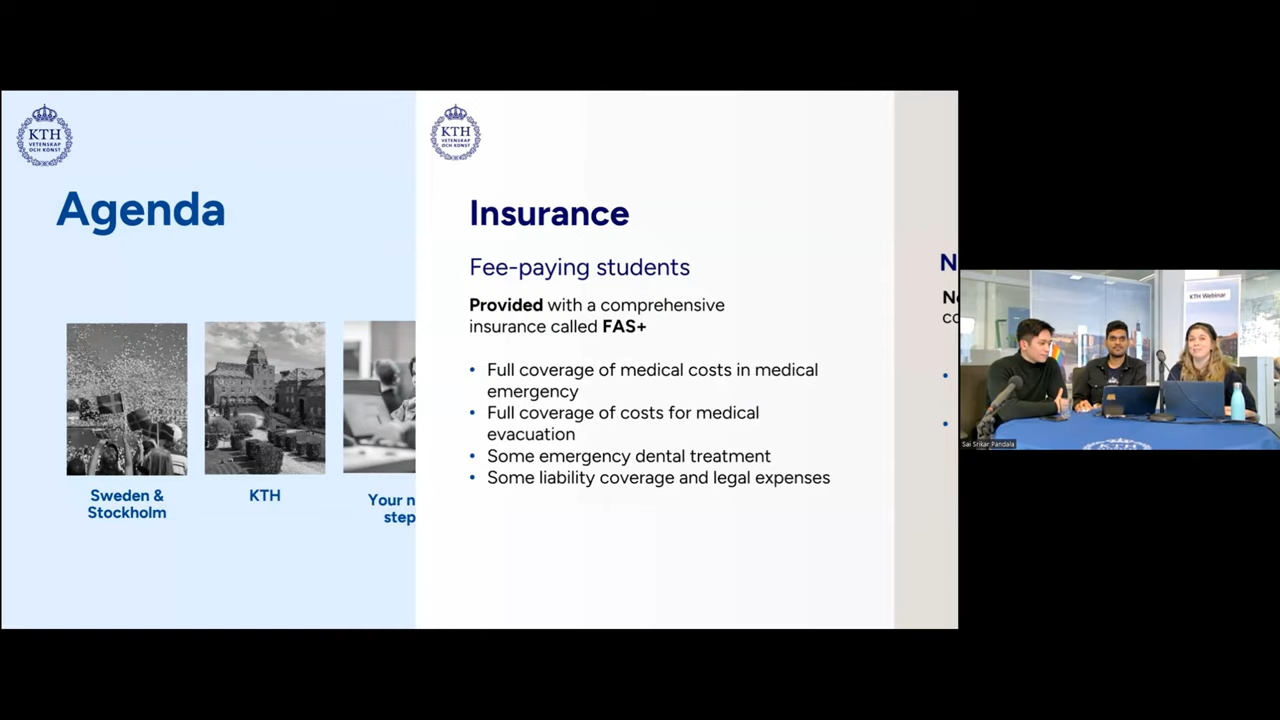 KTH
VETENSKAP
OCH KONST
Agenda
Sweden &
Stockholm
KTH
Your n
step
KTH
VETENSKAP
OCH KONST
Insurance
Fee-paying students
Provided with a comprehensive
insurance called FAS+
• Full coverage of medical costs in medical
emergency
• Full coverage of costs for medical
evacuation
• Some emergency dental treatment
• Some liability coverage and legal expenses
N
co
KTH Webinar
Sai Srikar Pandala